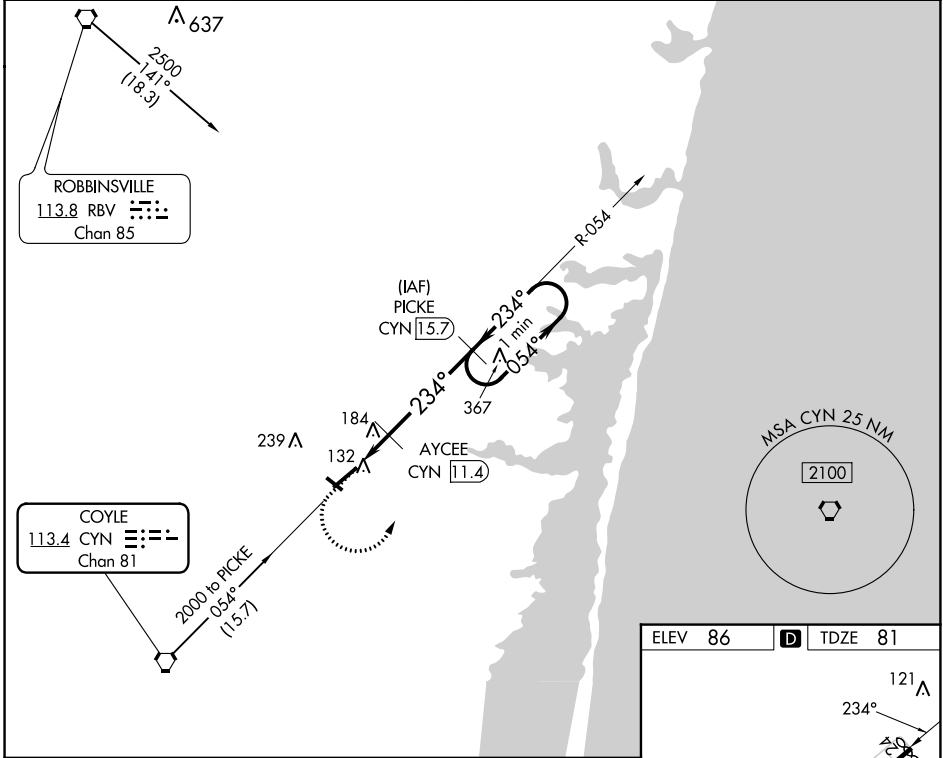 637
2500
141°
(18.3)
ROBBINSVILLE
113.8 RBV
Chan 85
R-054
(IAF)
PICKE
CYN 15.7
234°
1 min
054°
234°
367
184
239
132
AYCEE
CYN 11.4
MSA CYN 25 NM
2100
COYLE
113.4 CYN
Chan 81
2000 to PICKE
054°
(15.7)
ELEV 86 D TDZE 81
121
234°